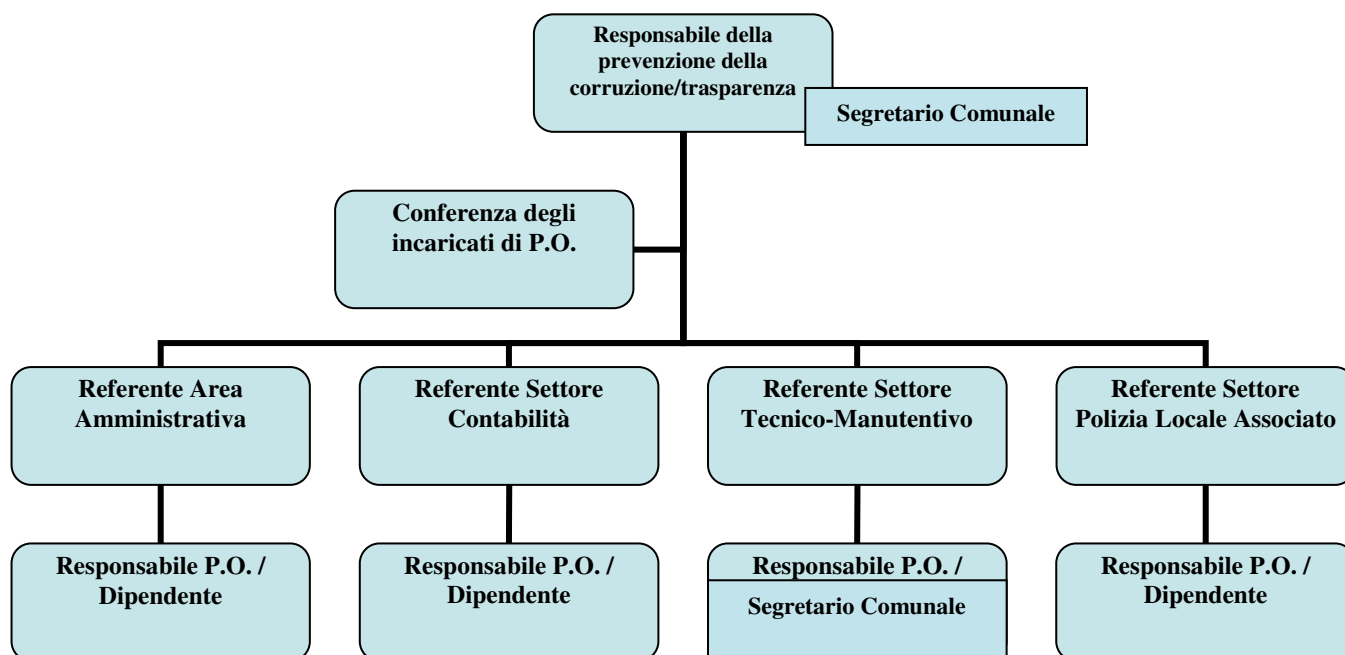 Responsabile della
prevenzione della
corruzione/trasparenza
Segretario Comunale
Conferenza degli
incaricati di P.O.
Referente Area
Amministrativa
Referente Settore
Contabilità
Referente Settore
Tecnico-Manutentivo
Referente Settore
Polizia Locale Associato
Responsabile P.O. /
Dipendente
Responsabile P.O. /
Dipendente
Responsabile P.O. /
Segretario Comunale
Responsabile P.O. /
Dipendente